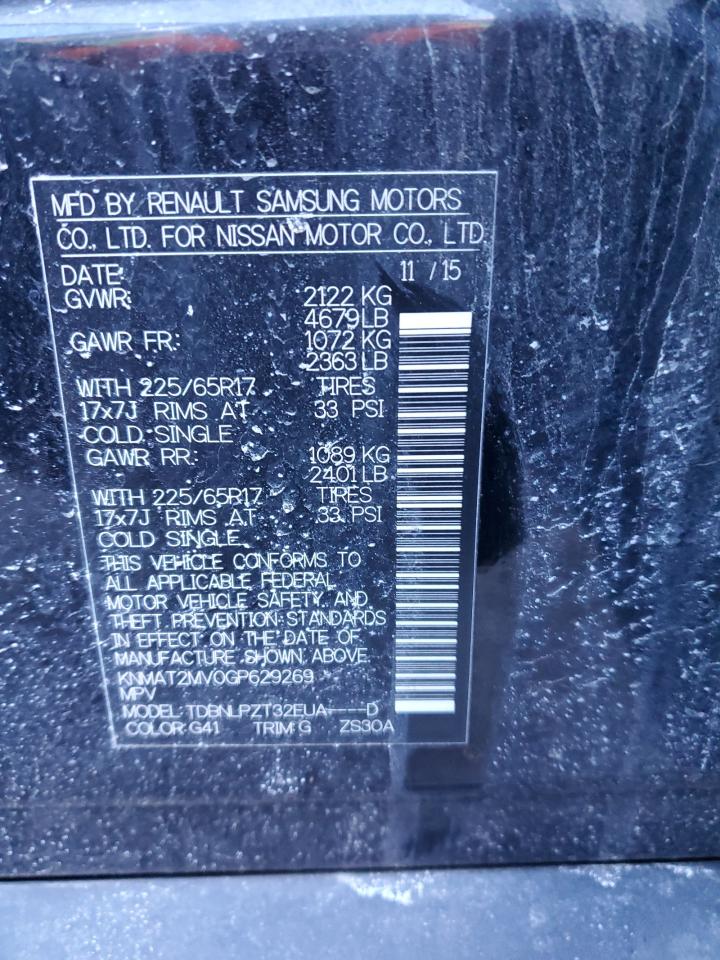 MFD BY RENAULT SAMSUNG MOTORS
CO., LTD. FOR NISSAN MOTOR CO., LTD
DATE: 11 / 15
GVWR: 2122 KG
4679 LB
GAWR FR.: 1072 KG
2363 LB
WITH 225/65R17 TIRES
17x7J RIMS AT 33 PSI
COLD SINGLE
GAWR RR.: 1089 KG
2401 LB
WITH 225/65R17 TIRES
17x7J RIMS AT 33 PSI
COLD SINGLE
THIS VEHICLE CONFORMS TO
ALL APPLICABLE FEDERAL
MOTOR VEHICLE SAFETY, AND
THEFT PREVENTION STANDARDS
IN EFFECT ON THE DATE OF
MANUFACTURE SHOWN ABOVE.
KNMAT2MV0GP629269
MPV
MODEL: TDBNLPZT32EUA----D
COLOR: G41 TRIM: G ZS30A